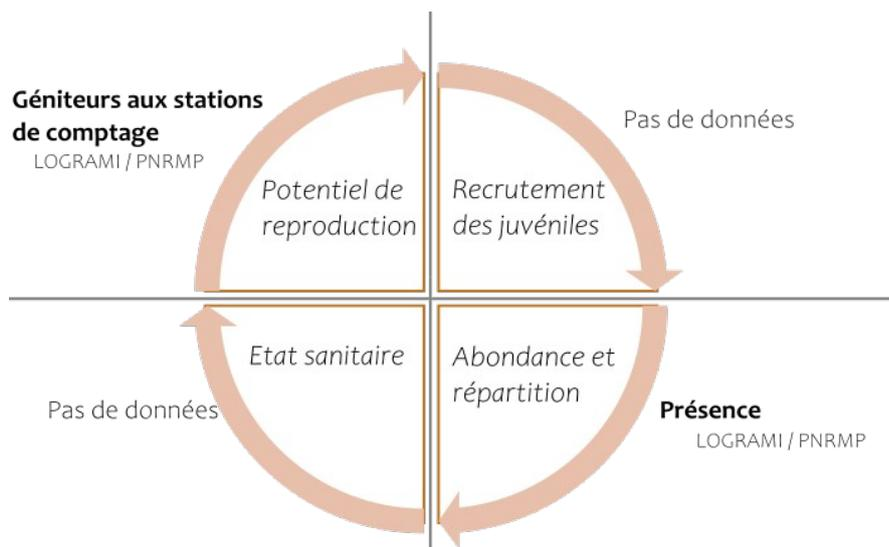 Géniteurs aux stations
de comptage
LOGRAMI / PNRMP
Potentiel de
reproduction
Recrutement
des juvéniles
Pas de données
Etat sanitaire
Pas de données
Abondance et
répartition
Présence
LOGRAMI / PNRMP